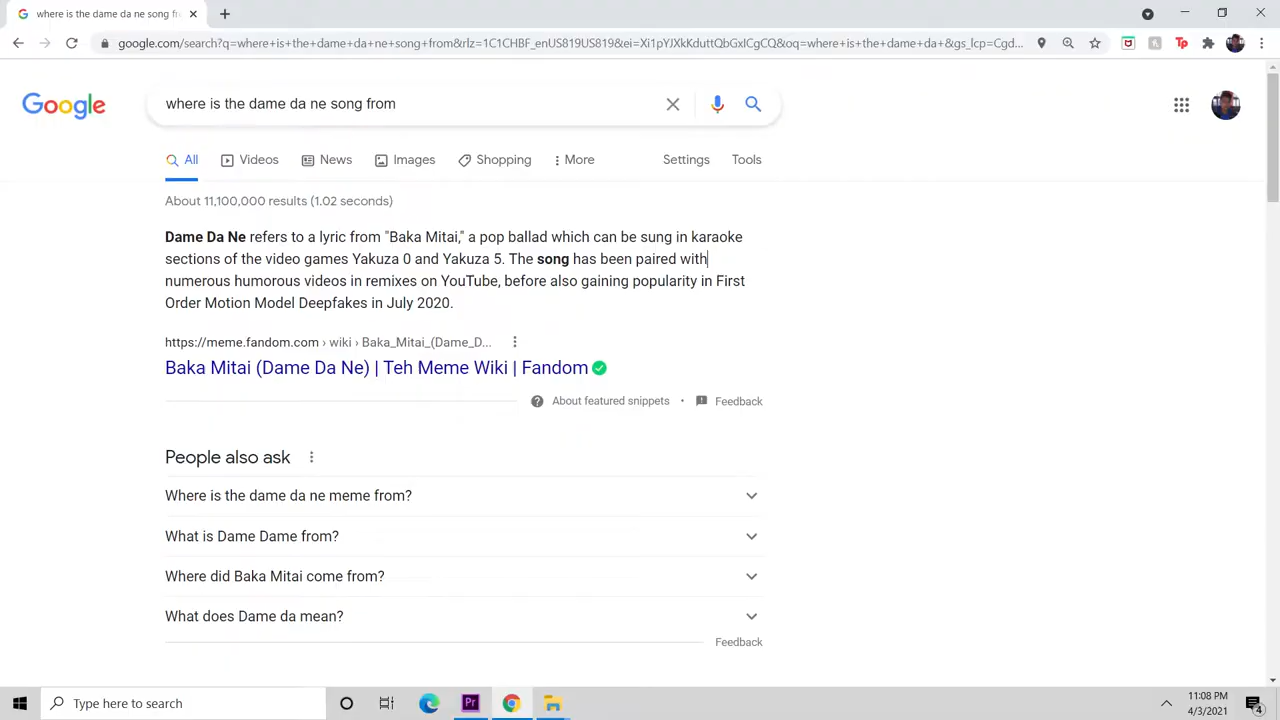 where is the dame da ne song fr
google.com/search?q=where+is+the+dame+da+ne+song+from&rlz=1C1CHBF_enUS819US819&ei=Xi1pYJXkKduttQbGxICgCQ&oq=where+is+the+dame+da+&gs_lcp=Cgd...
Tp
Google
where is the dame da ne song from
All Videos News Images Shopping More Settings Tools
About 11,100,000 results (1.02 seconds)
Dame Da Ne refers to a lyric from "Baka Mitai," a pop ballad which can be sung in karaoke
sections of the video games Yakuza 0 and Yakuza 5. The song has been paired with
numerous humorous videos in remixes on YouTube, before also gaining popularity in First
Order Motion Model Deepfakes in July 2020.
https://meme.fandom.com › wiki › Baka_Mitai_(Dame_D...
Baka Mitai (Dame Da Ne) | Teh Meme Wiki | Fandom
About featured snippets • Feedback
People also ask
Where is the dame da ne meme from?
What is Dame Dame from?
Where did Baka Mitai come from?
What does Dame da mean?
Feedback
Type here to search
Pr
11:08 PM
4/3/2021
4